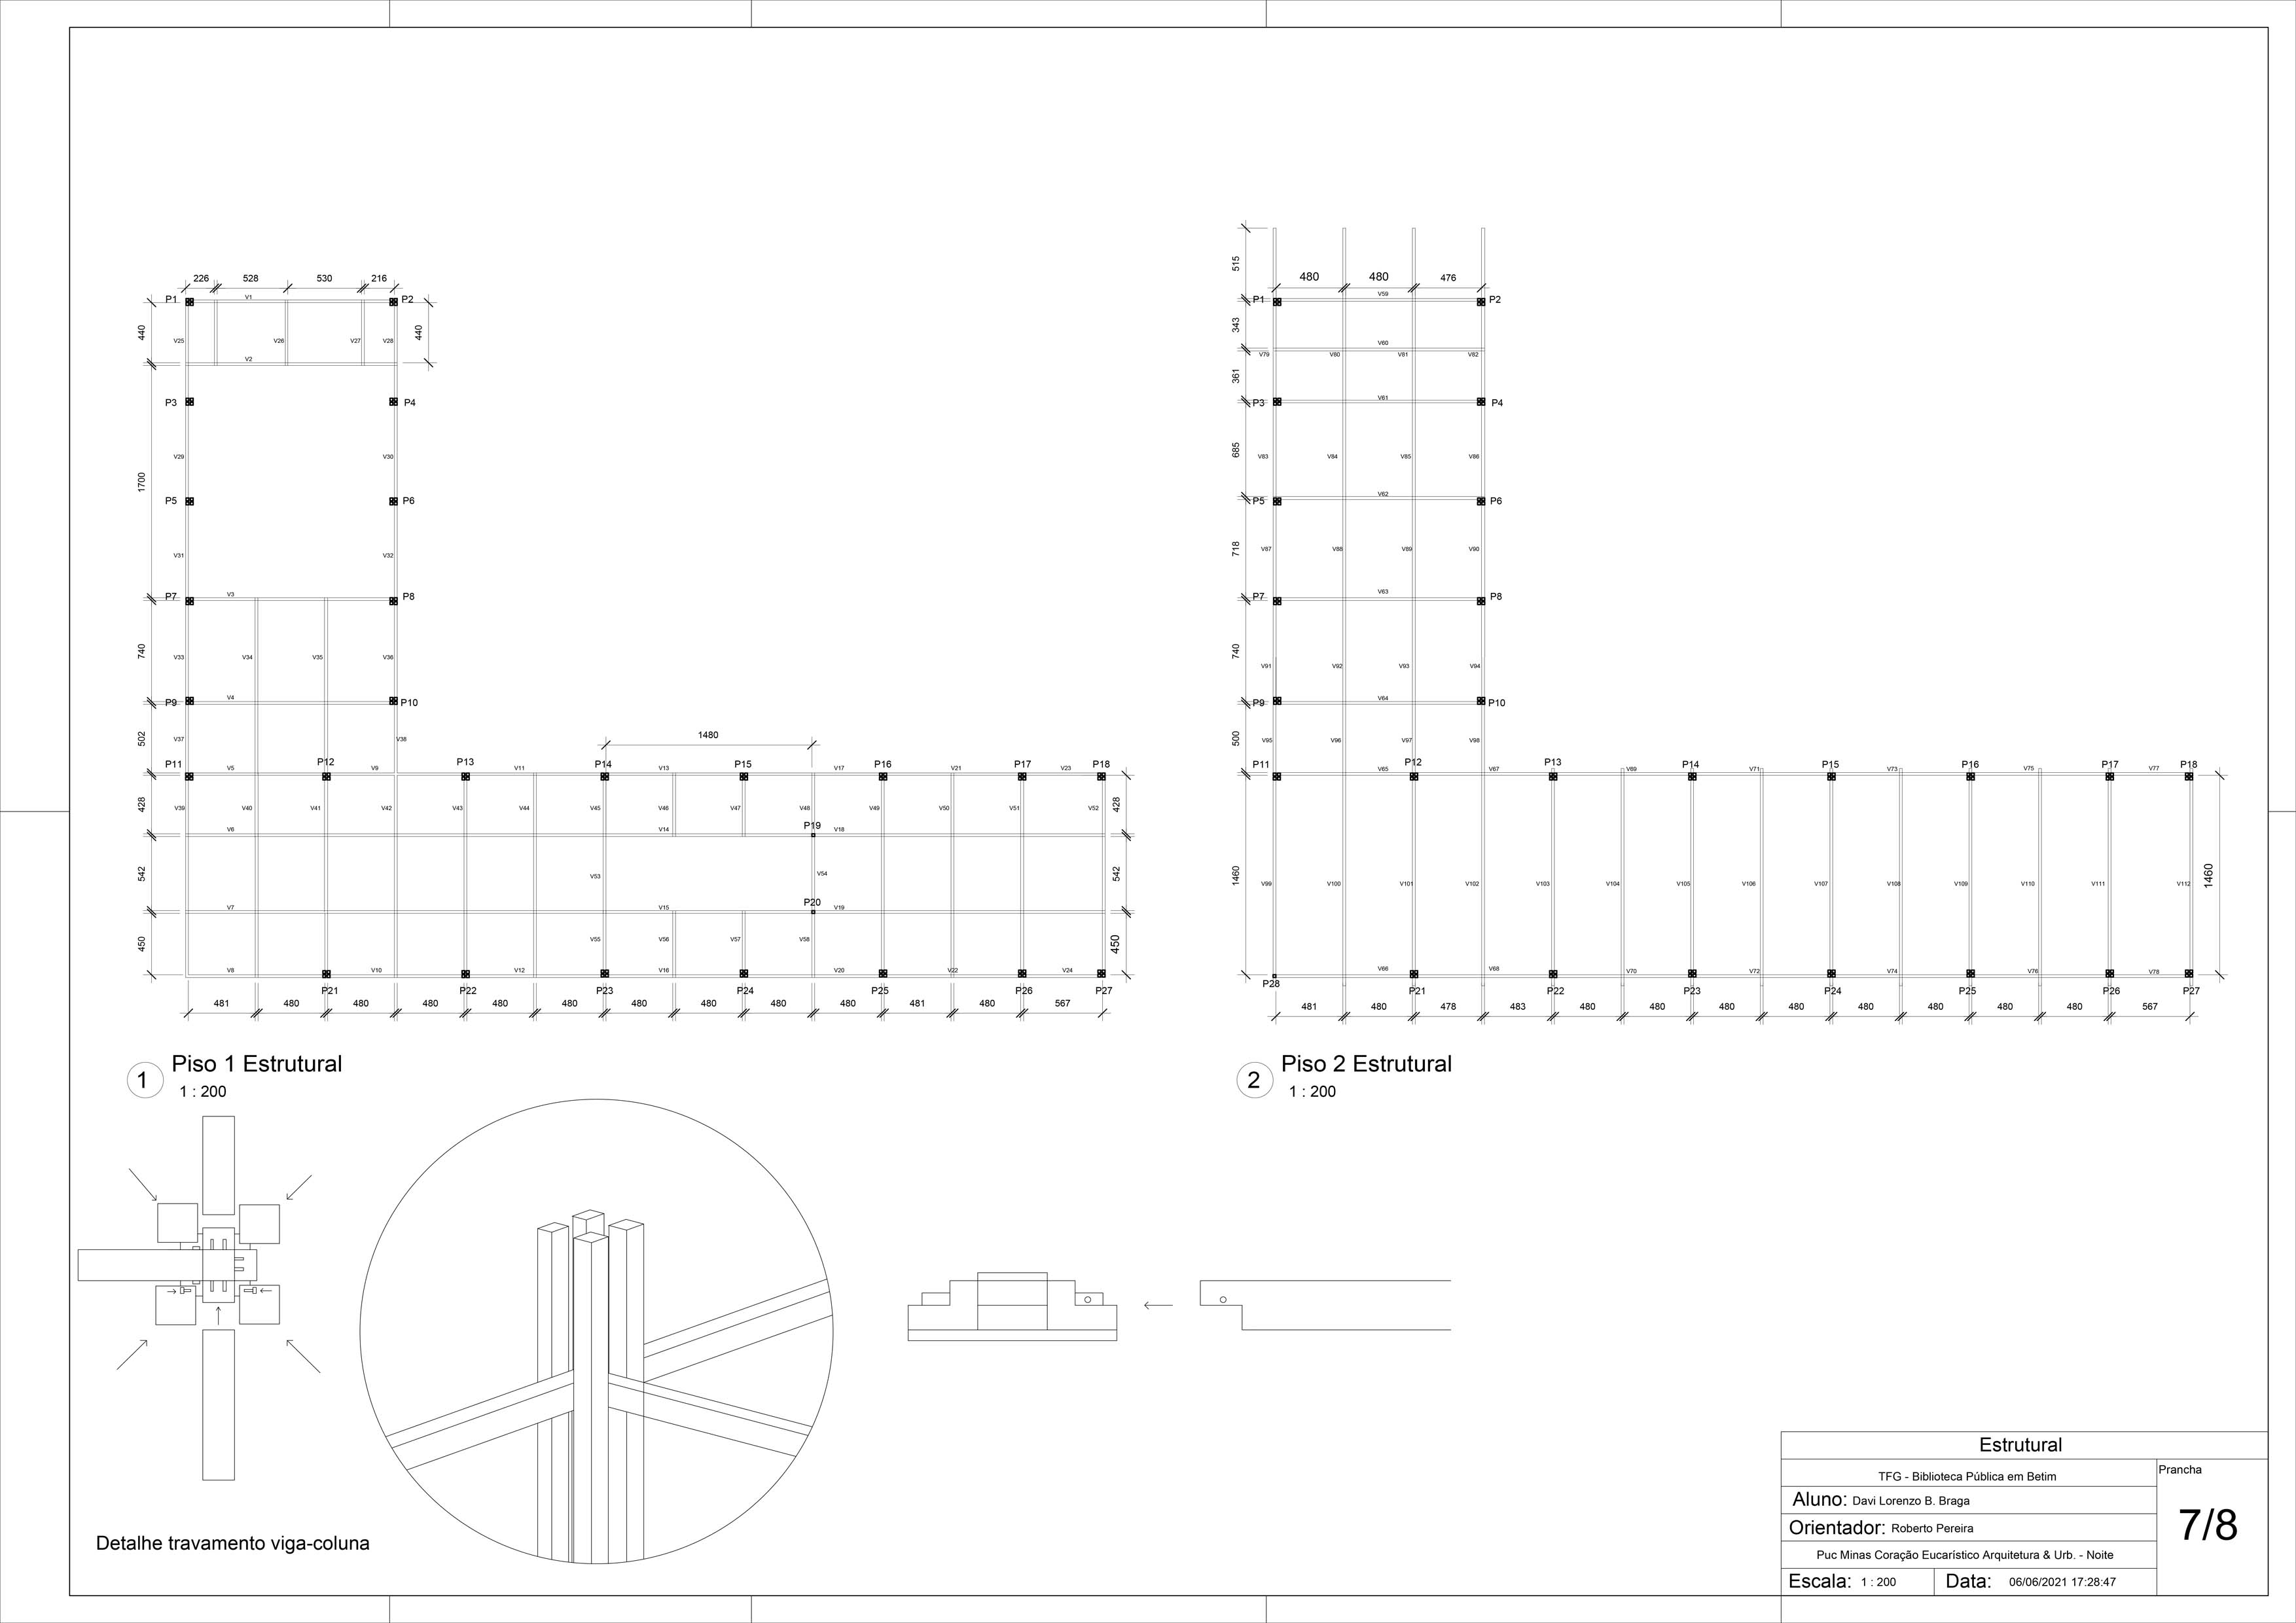 226 528 530 216
P1 V1 P2
440 V25 V26 V27 V28 440
V2
P3 P4
V29 V30
1700
P5 P6
V31 V32
P7 V3 P8
740 V33 V34 V35 V36
P9 V4 P10
502 V37 V38
1480
P11 V5 P12 V9 P13 V11 P14 V13 P15 V17 P16 V21 P17 V23 P18
428 V39 V40 V41 V42 V43 V44 V45 V46 V47 V48 V49 V50 V51 V52 428
V6 V14 P19 V18
542 V53 V54 542
V7 V15 P20 V19
450 V55 V56 V57 V58 450
V8 V10 V12 V16 V20 V22 V24
P21 P22 P23 P24 P25 P26 P27
481 480 480 480 480 480 480 480 480 480 481 480 567
1 Piso 1 Estrutural
1 : 200
515
480 480 476
P1 V59 P2
343
V60
V79 V80 V81 V82
361
P3 V61 P4
685 V83 V84 V85 V86
P5 V62 P6
718 V87 V88 V89 V90
P7 V63 P8
740 V91 V92 V93 V94
P9 V64 P10
500 V95 V96 V97 V98
P11 V65 P12 V67 P13 V69 P14 V71 P15 V73 P16 V75 P17 V77 P18
1460 V99 V100 V101 V102 V103 V104 V105 V106 V107 V108 V109 V110 V111 V112 1460
V66 V68 V70 V72 V74 V76 V78
P28 P21 P22 P23 P24 P25 P26 P27
481 480 478 483 480 480 480 480 480 480 480 480 567
2 Piso 2 Estrutural
1 : 200
Detalhe travamento viga-coluna
Estrutural
TFG - Biblioteca Pública em Betim
Prancha
Aluno: Davi Lorenzo B. Braga
Orientador: Roberto Pereira
7/8
Puc Minas Coração Eucarístico Arquitetura & Urb. - Noite
Escala: 1 : 200 Data: 06/06/2021 17:28:47